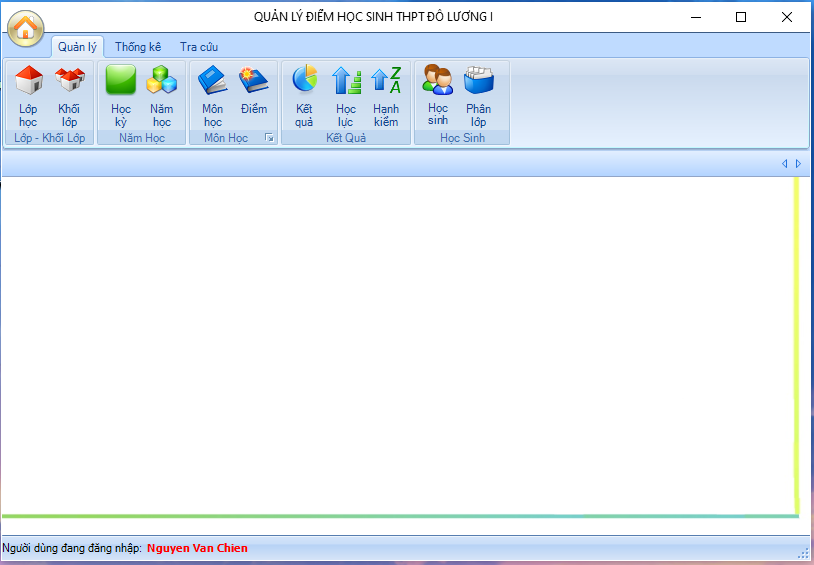 QUẢN LÝ ĐIỂM HỌC SINH THPT ĐÔ LƯƠNG I
Quản lý Thống kê Tra cứu
Lớp học Khối lớp Học kỳ Năm học Môn học Điểm Kết quả Học lực Hạnh kiểm Học sinh Phân lớp
Lớp - Khối Lớp Năm Học Môn Học Kết Quả Học Sinh
Người dùng đang đăng nhập: Nguyen Van Chien